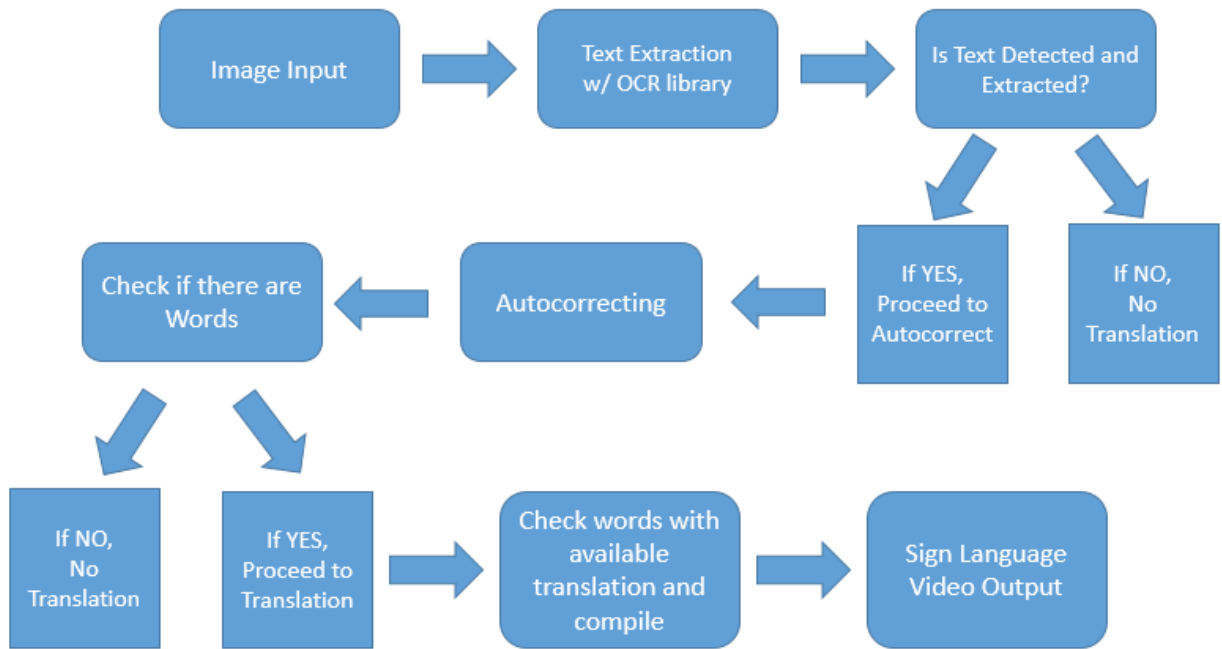 Image Input
Text Extraction
w/ OCR library
Is Text Detected and
Extracted?
If YES,
Proceed to
Autocorrect
If NO,
No
Translation
Autocorrecting
Check if there are
Words
If NO,
No
Translation
If YES,
Proceed to
Translation
Check words with
available
translation and
compile
Sign Language
Video Output